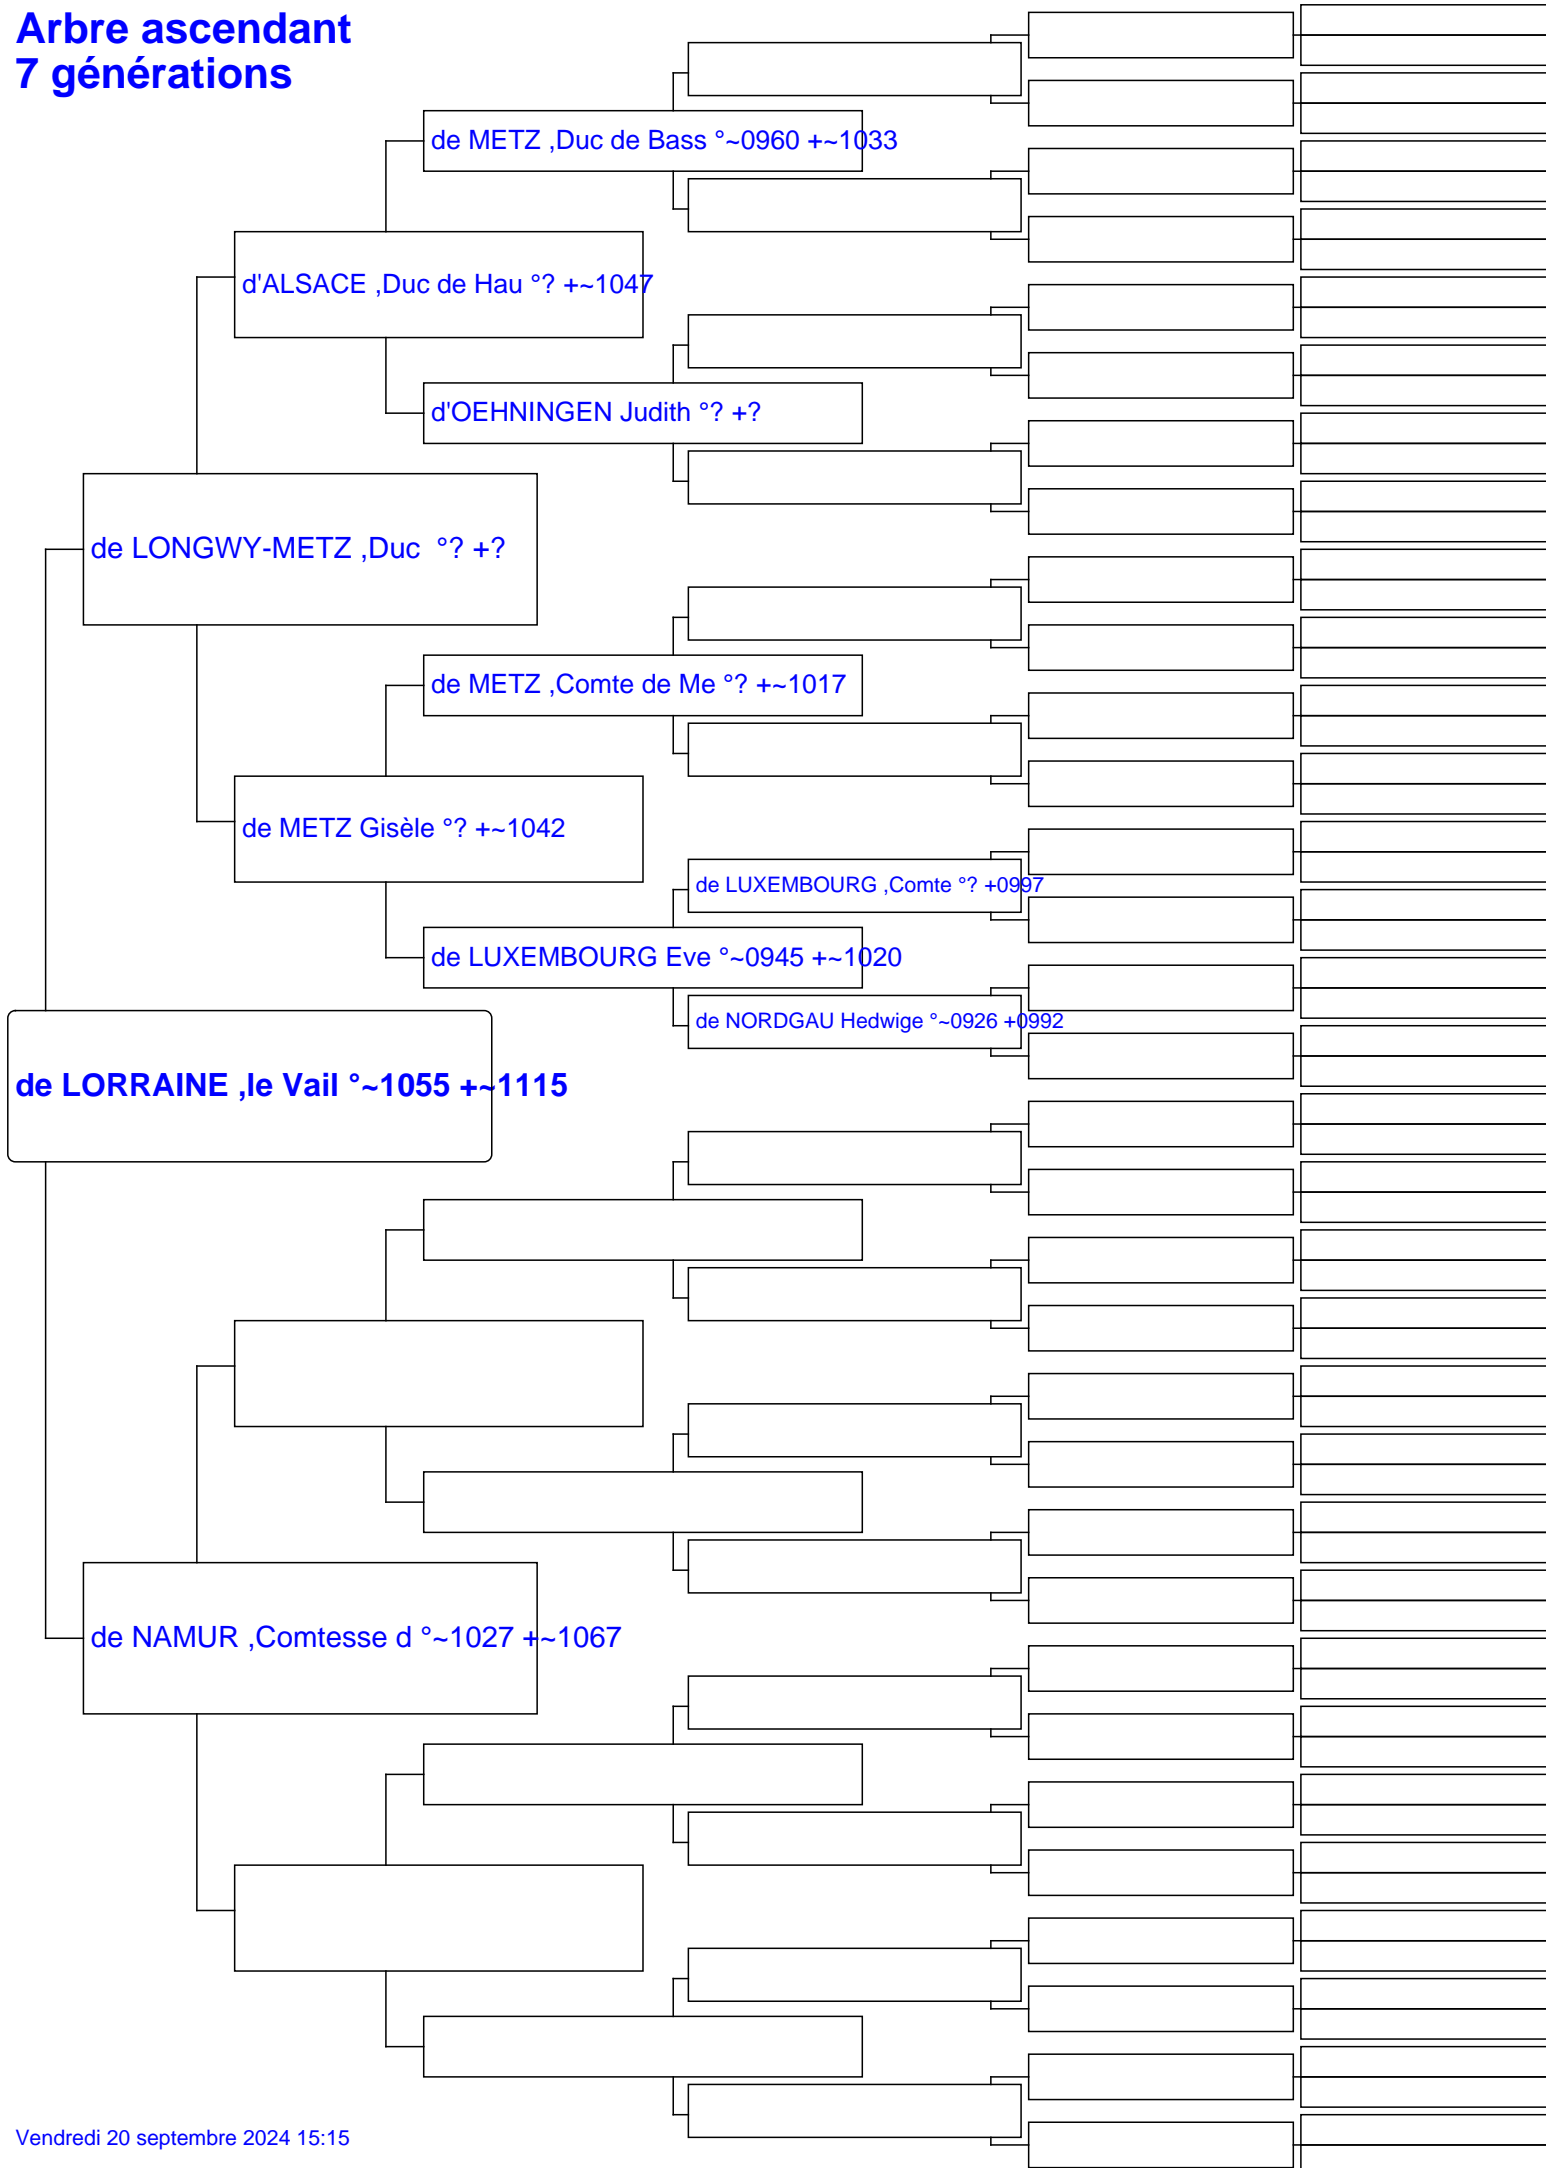 Arbre ascendant
7 générations
de METZ ,Duc de Bass °~0960 +~1033
d'ALSACE ,Duc de Hau °? +~1047
d'OEHNINGEN Judith °? +?
de LONGWY-METZ ,Duc  °? +?
de METZ ,Comte de Me °? +~1017
de METZ Gisèle °? +~1042
de LUXEMBOURG ,Comte °? +0997
de LUXEMBOURG Eve °~0945 +~1020
de NORDGAU Hedwige °~0926 +0992
de LORRAINE ,le Vail °~1055 +~1115
de NAMUR ,Comtesse d °~1027 +~1067
Vendredi 20 septembre 2024 15:15